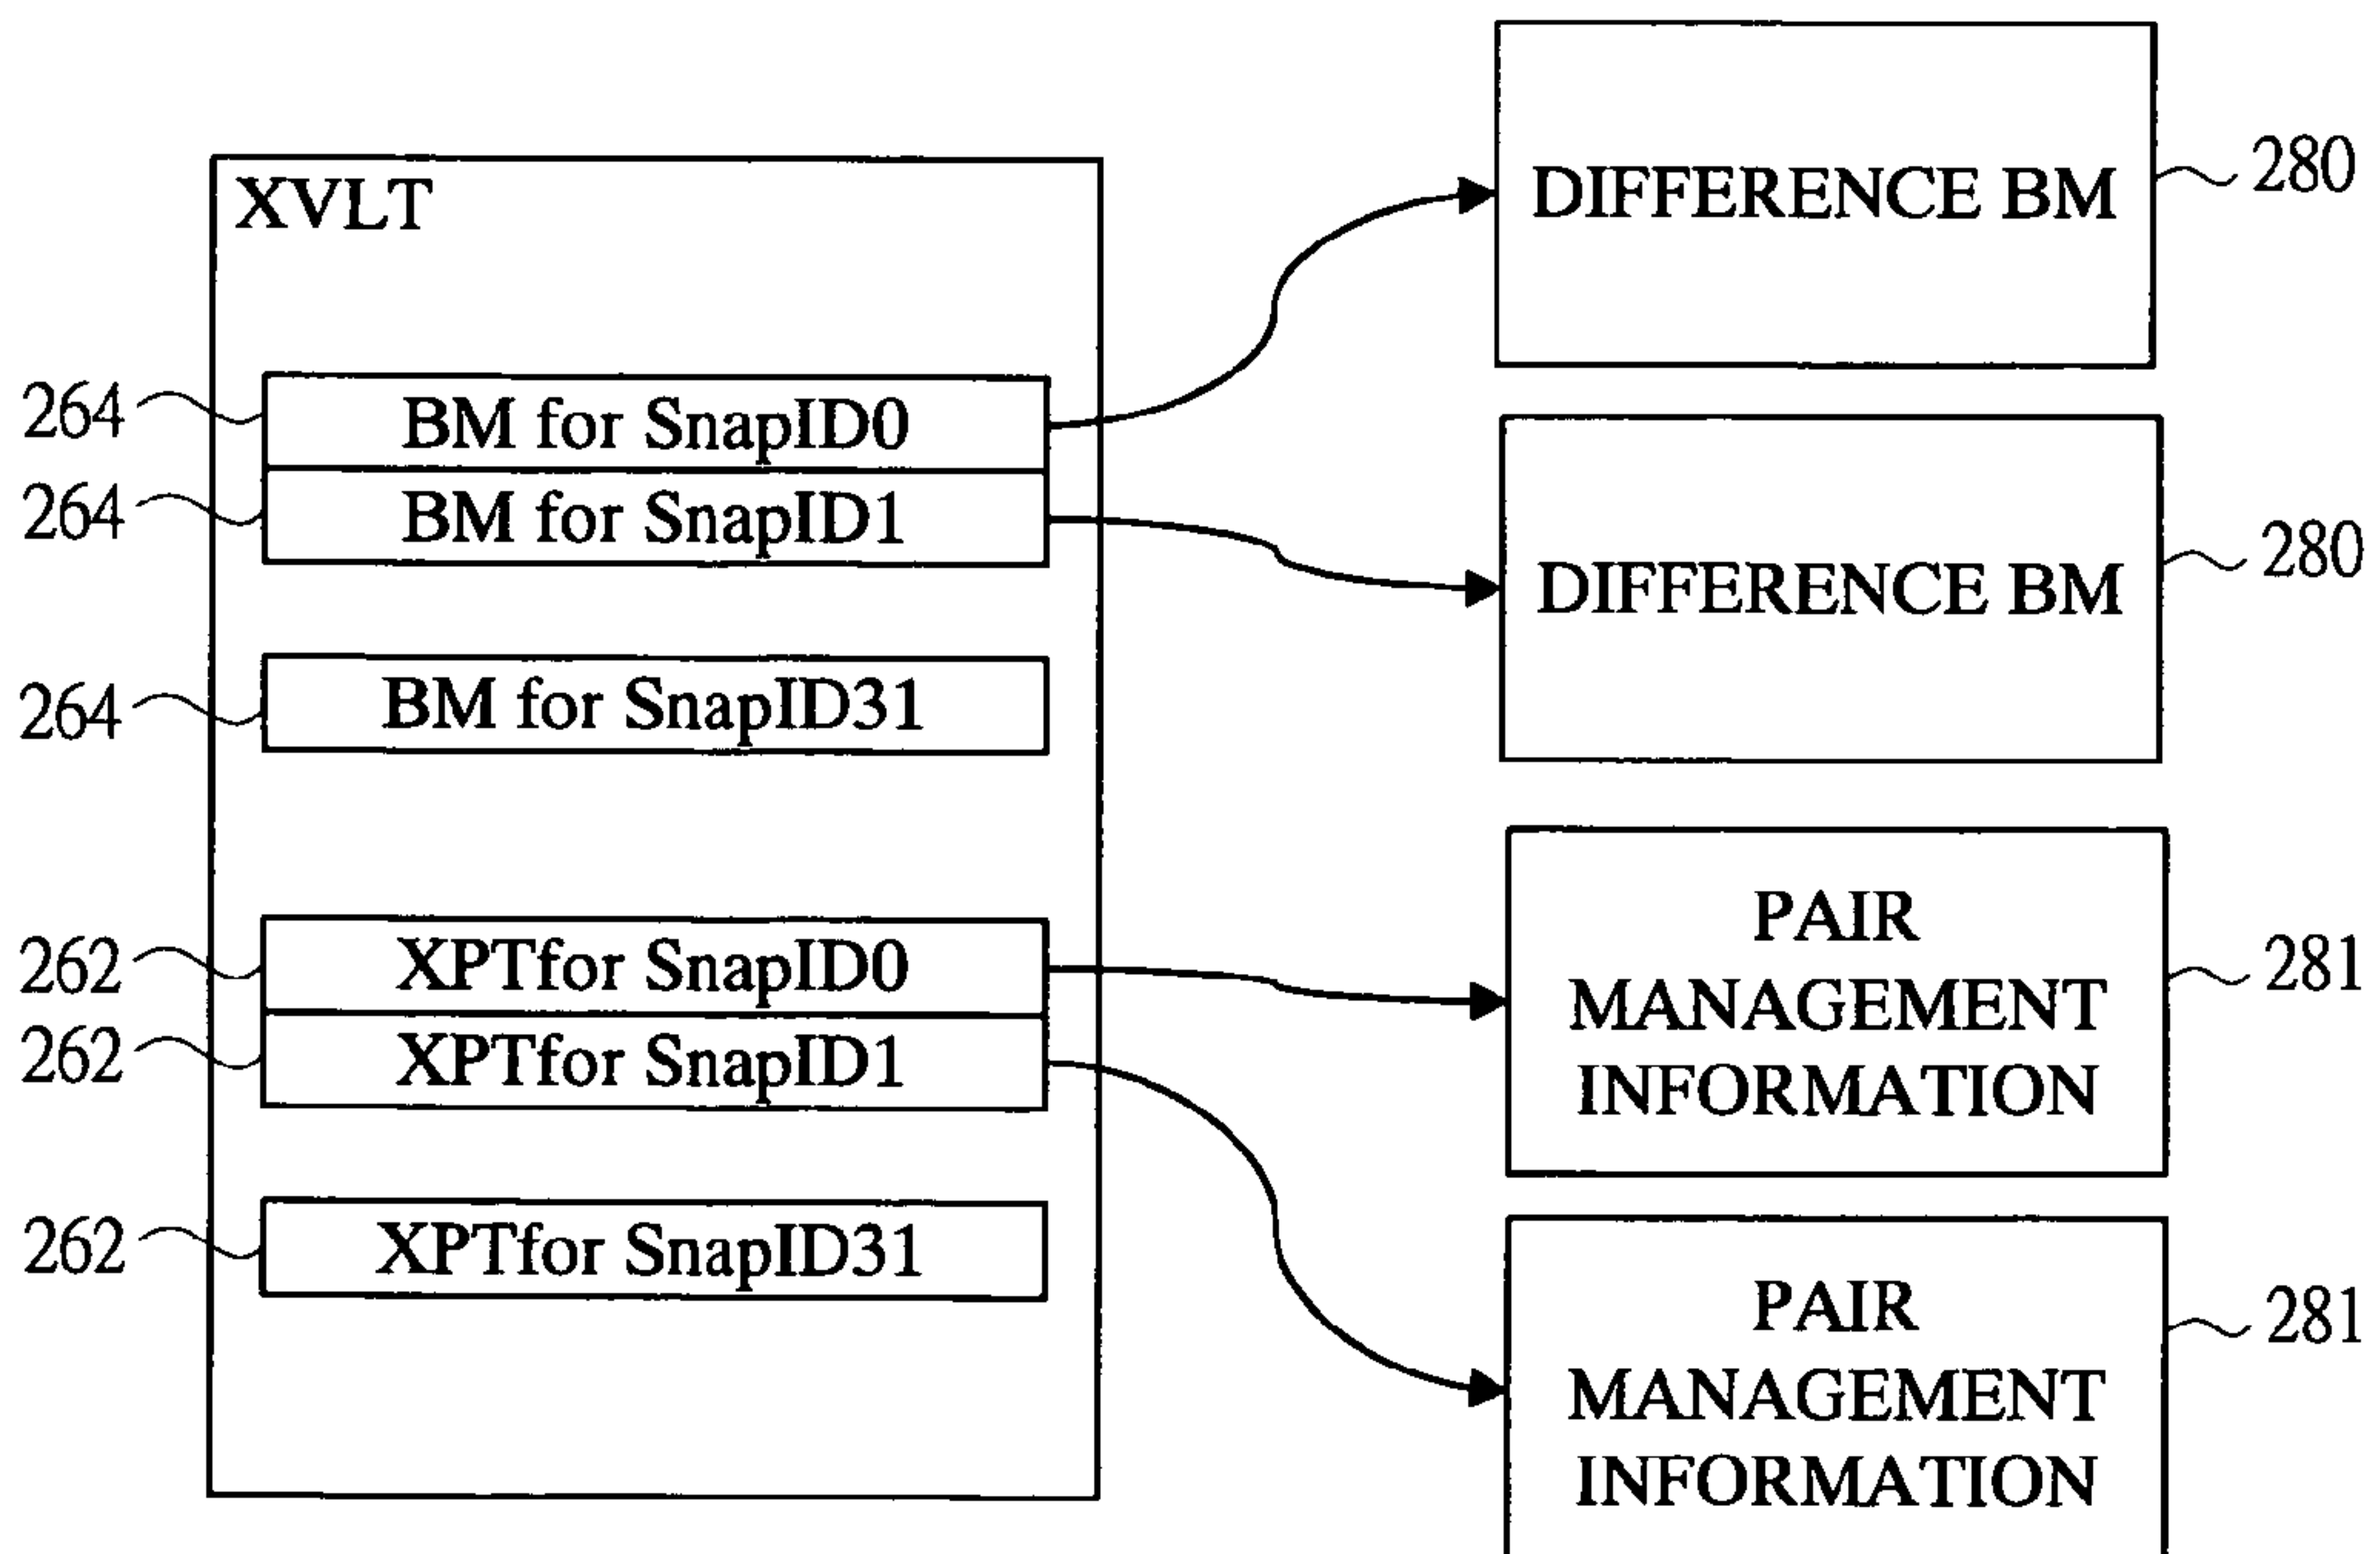 XVLT
264
BM for SnapID0
264
BM for SnapID1
264
BM for SnapID31
262
XPTfor SnapID0
262
XPTfor SnapID1
262
XPTfor SnapID31
DIFFERENCE BM
280
DIFFERENCE BM
280
PAIR
MANAGEMENT
INFORMATION
281
PAIR
MANAGEMENT
INFORMATION
281